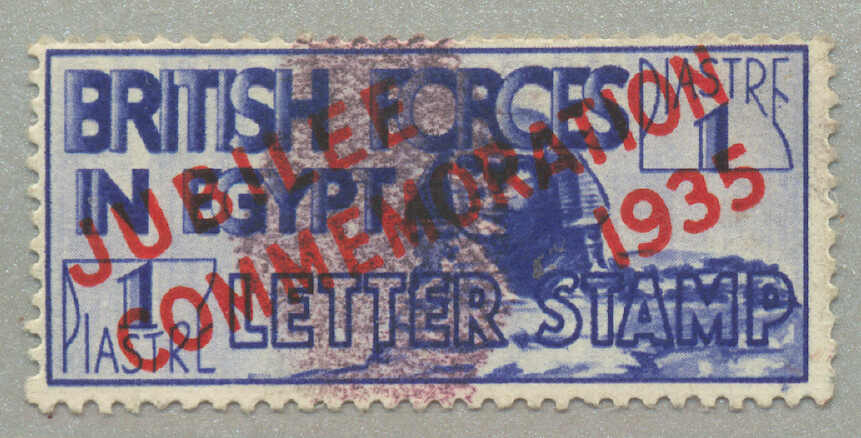 BRITISH FORCES
IN EGYPT
PIASTRE
1
JUBILEE
COMMEMORATION
1935
1
PIASTRE
LETTER STAMP